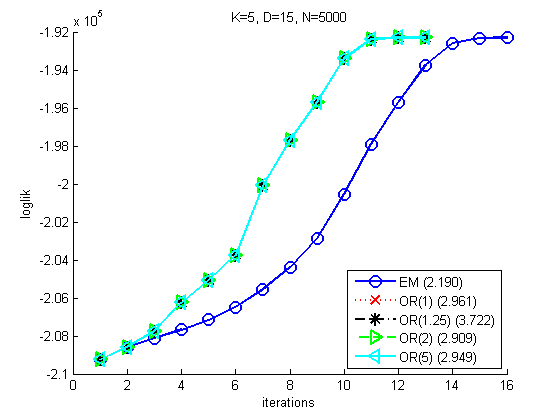 K=5, D=15, N=5000
x 10^5
-1.92
-1.94
-1.96
-1.98
-2
-2.02
-2.04
-2.06
-2.08
-2.1
loglik
0 2 4 6 8 10 12 14 16
iterations
EM (2.190)
OR(1) (2.961)
OR(1.25) (3.722)
OR(2) (2.909)
OR(5) (2.949)